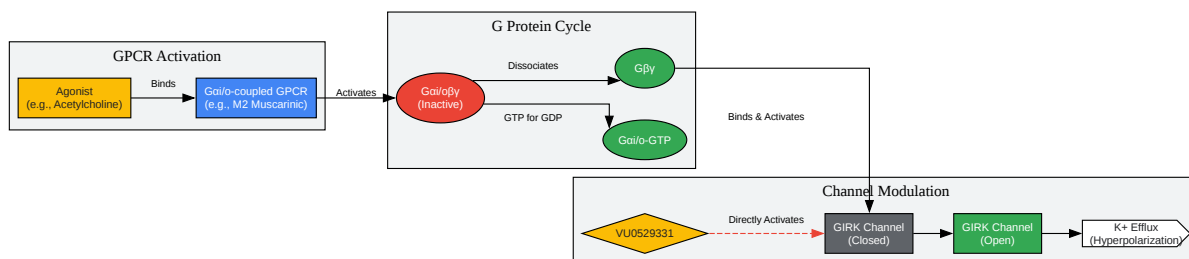 GPCR Activation
Agonist
(e.g., Acetylcholine)
Binds
Gαi/o-coupled GPCR
(e.g., M2 Muscarinic)
Activates
G Protein Cycle
Gαi/oβγ
(Inactive)
Dissociates
Gβγ
GTP for GDP
Gαi/o-GTP
Binds & Activates
Channel Modulation
VU0529331
Directly Activates
GIRK Channel
(Closed)
GIRK Channel
(Open)
K+ Efflux
(Hyperpolarization)